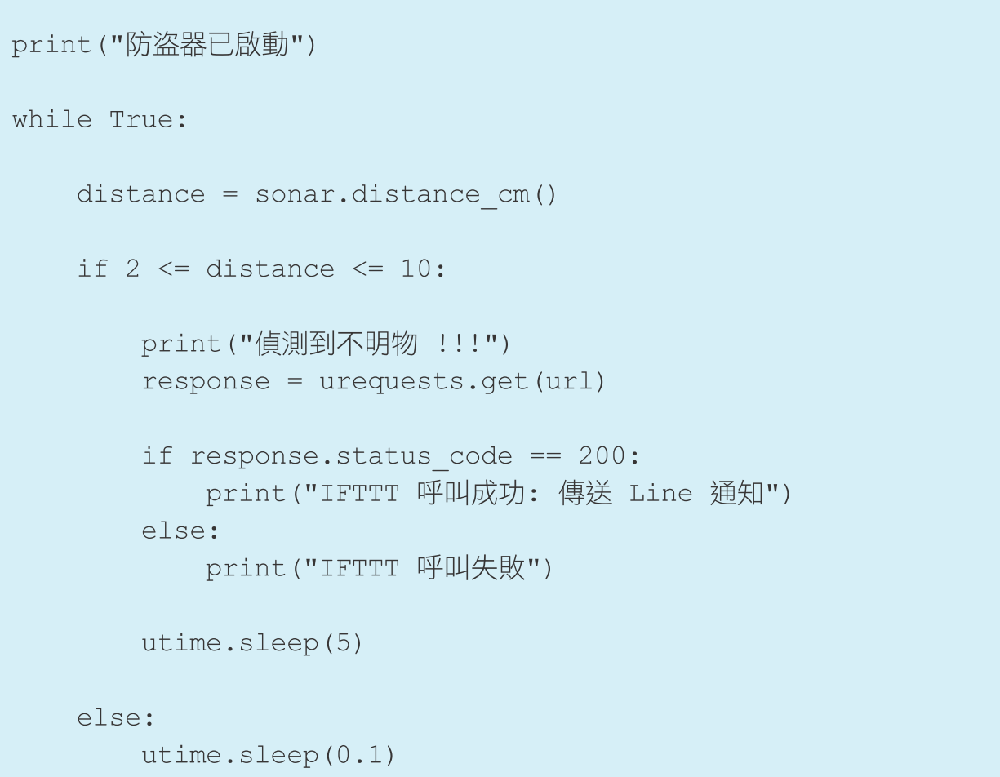 print("防盜器已啟動")
while True:
    distance = sonar.distance_cm()
    if 2 <= distance <= 10:
        print("偵測到不明物 !!!")
        response = urequests.get(url)
        if response.status_code == 200:
            print("IFTTT 呼叫成功: 傳送 Line 通知")
        else:
            print("IFTTT 呼叫失敗")
        utime.sleep(5)
    else:
        utime.sleep(0.1)